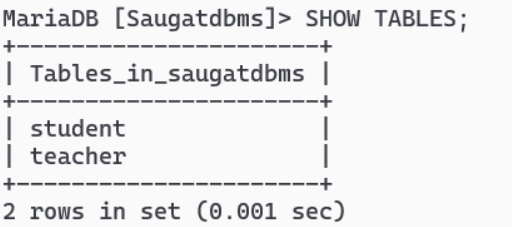 MariaDB [Saugatdbms]> SHOW TABLES;
+----------------------+
| Tables_in_saugatdbms |
+----------------------+
| student              |
| teacher              |
+----------------------+
2 rows in set (0.001 sec)